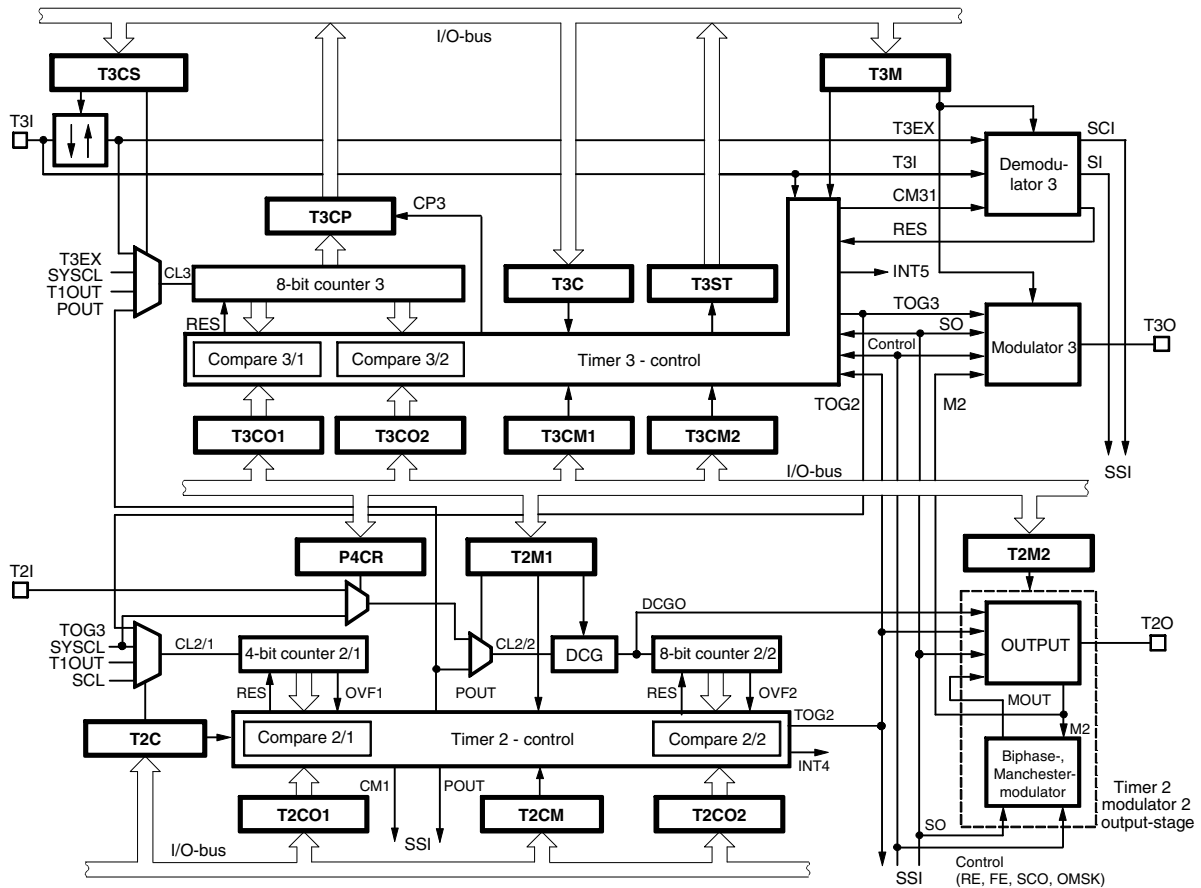 I/O-bus
T3CS
T3M
T3I
T3EX
SCI
T3I
SI
Demodu-
lator 3
CM31
T3CP
CP3
RES
T3EX
SYSCL
T1OUT
POUT
CL3
8-bit counter 3
T3C
T3ST
INT5
RES
TOG3
SO
Compare 3/1
Compare 3/2
Timer 3 - control
Control
Modulator 3
T3O
TOG2
M2
T3CO1
T3CO2
T3CM1
T3CM2
I/O-bus
SSI
P4CR
T2M1
T2M2
T2I
DCGO
TOG3
SYSCL
T1OUT
SCL
CL2/1
4-bit counter 2/1
CL2/2
DCG
8-bit counter 2/2
OUTPUT
T2O
RES
OVF1
POUT
RES
OVF2
MOUT
TOG2
M2
T2C
Compare 2/1
Timer 2 - control
Compare 2/2
INT4
Biphase-,
Manchester-
modulator
Timer 2
modulator 2
output-stage
CM1
POUT
T2CO1
T2CM
T2CO2
SSI
SO
I/O-bus
SSI
Control
(RE, FE, SCO, OMSK)